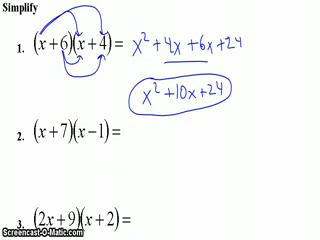 Simplify
1. (x+6)(x+4) = x² + 4x + 6x + 24
x² + 10x + 24
2. (x+7)(x−1) =
3. (2x+9)(x+2) =
Screencast-O-Matic.com